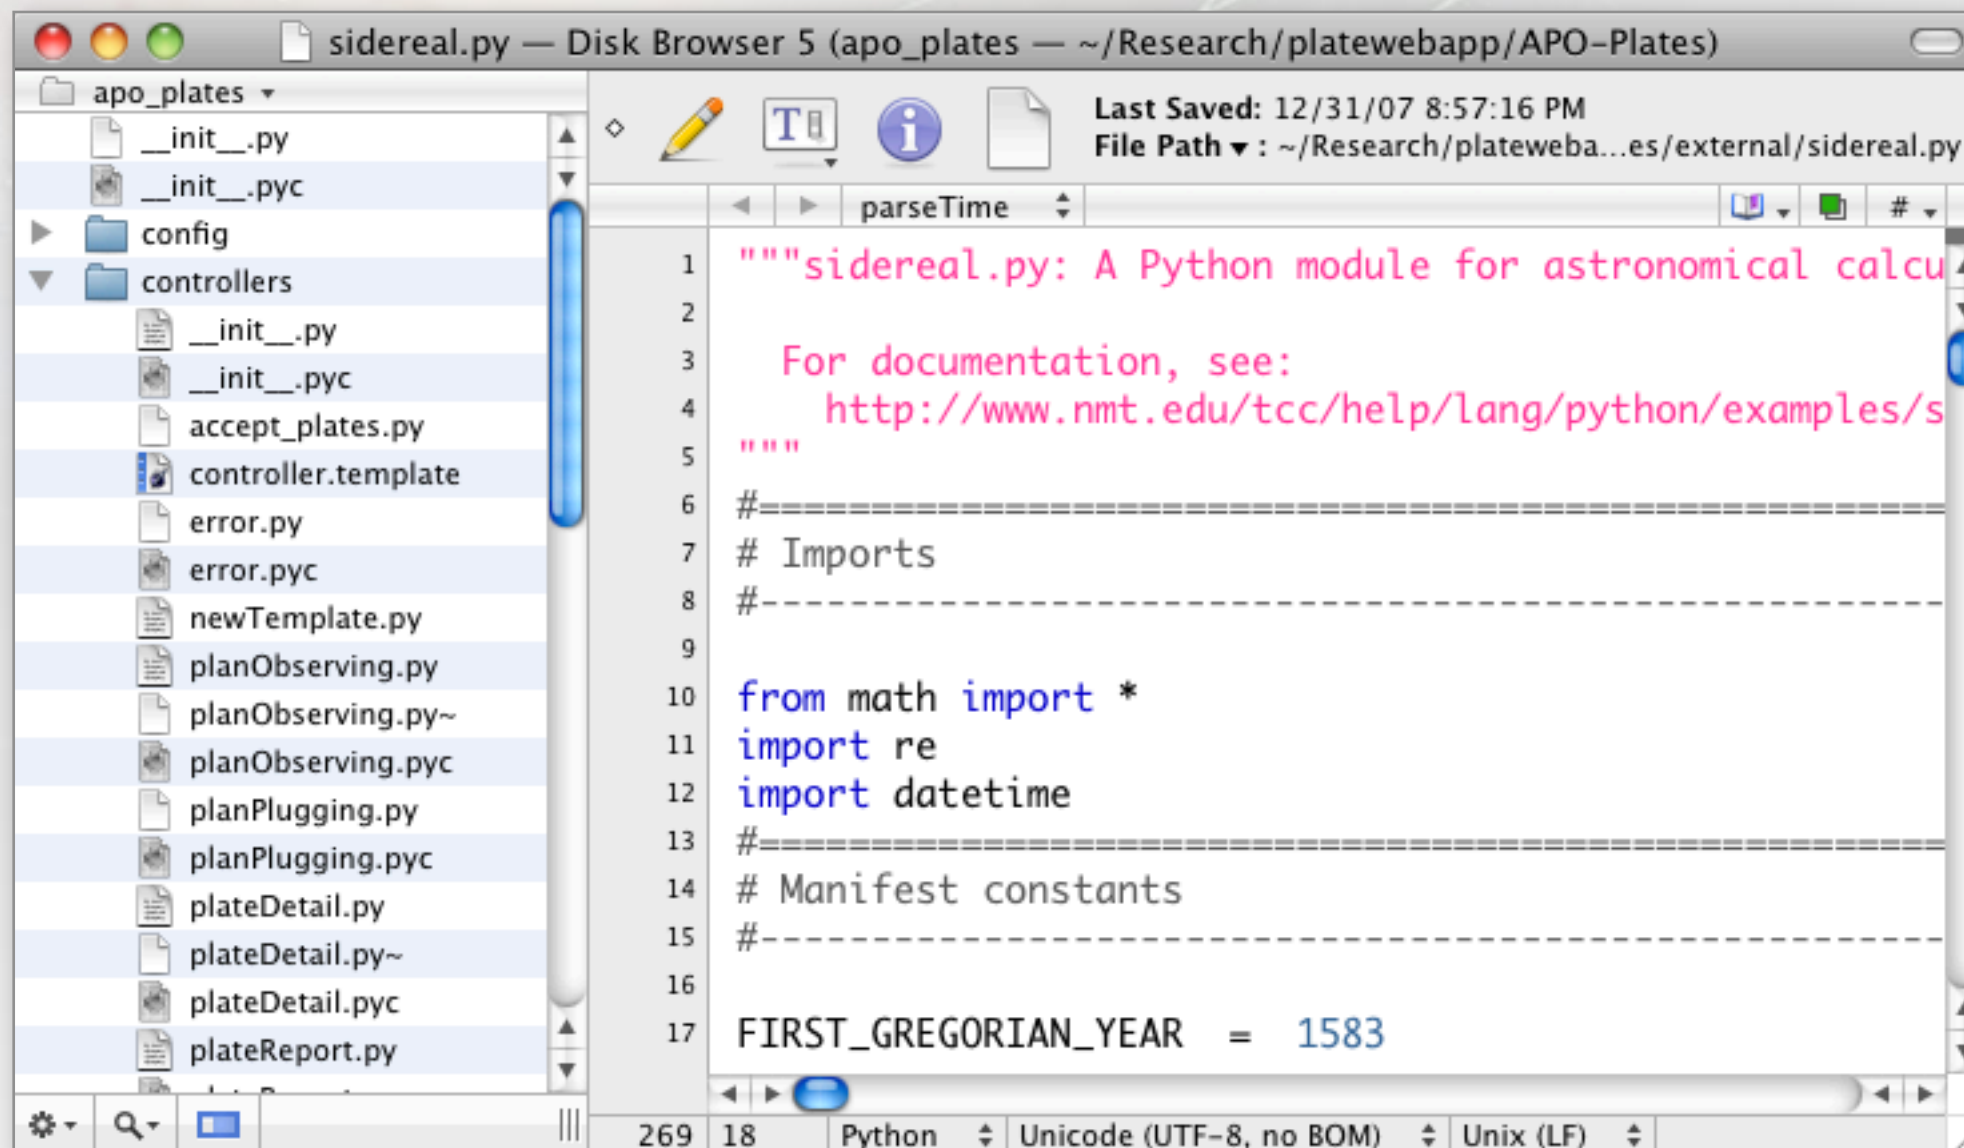 sidereal.py — Disk Browser 5 (apo_plates — ~/Research/platewebapp/APO-Plates)
apo_plates
__init__.py
__init__.pyc
config
controllers
__init__.py
__init__.pyc
accept_plates.py
controller.template
error.py
error.pyc
newTemplate.py
planObserving.py
planObserving.py~
planObserving.pyc
planPlugging.py
planPlugging.pyc
plateDetail.py
plateDetail.py~
plateDetail.pyc
plateReport.py
Last Saved: 12/31/07 8:57:16 PM
File Path ▾ : ~/Research/plateweba...es/external/sidereal.py
parseTime #
1 """sidereal.py: A Python module for astronomical calcu
2
3 For documentation, see:
4 http://www.nmt.edu/tcc/help/lang/python/examples/s
5 """
6 #======================================================
7 # Imports
8 #------------------------------------------------------
9
10 from math import *
11 import re
12 import datetime
13 #======================================================
14 # Manifest constants
15 #------------------------------------------------------
16
17 FIRST_GREGORIAN_YEAR = 1583
269 18 Python Unicode (UTF-8, no BOM) Unix (LF)